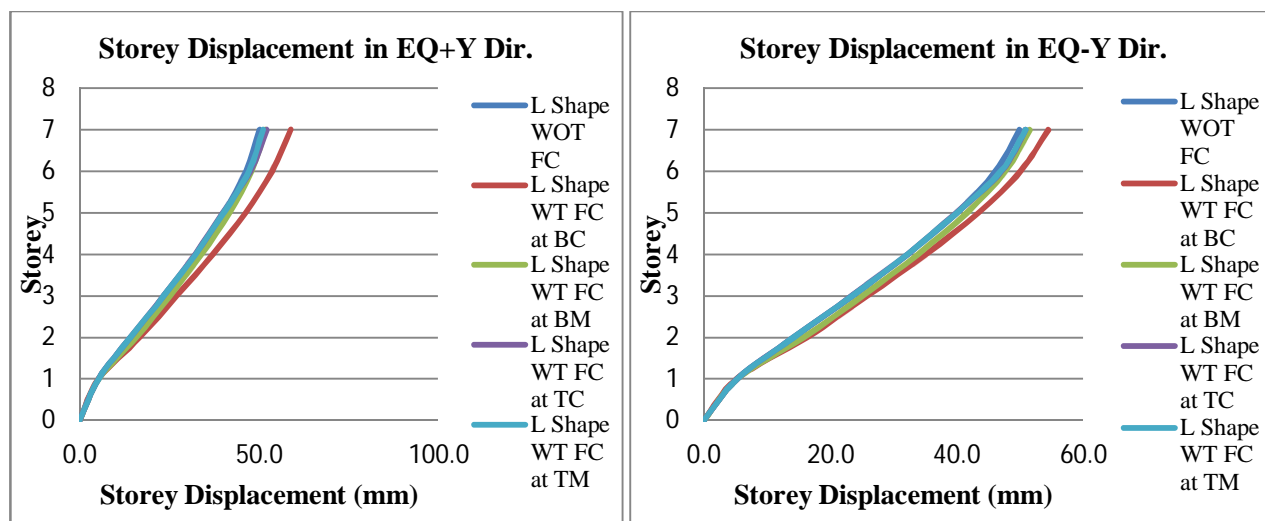 Storey Displacement in EQ+Y Dir.
8
7
6
5
4
3
2
1
0
Storey
0.0
50.0
100.0
Storey Displacement (mm)
L Shape
WOT
FC
L Shape
WT FC
at BC
L Shape
WT FC
at BM
L Shape
WT FC
at TC
L Shape
WT FC
at TM
Storey Displacement in EQ-Y Dir.
8
7
6
5
4
3
2
1
0
Storey
0.0
20.0
40.0
60.0
Storey Displacement (mm)
L Shape
WOT
FC
L Shape
WT FC
at BC
L Shape
WT FC
at BM
L Shape
WT FC
at TC
L Shape
WT FC
at TM